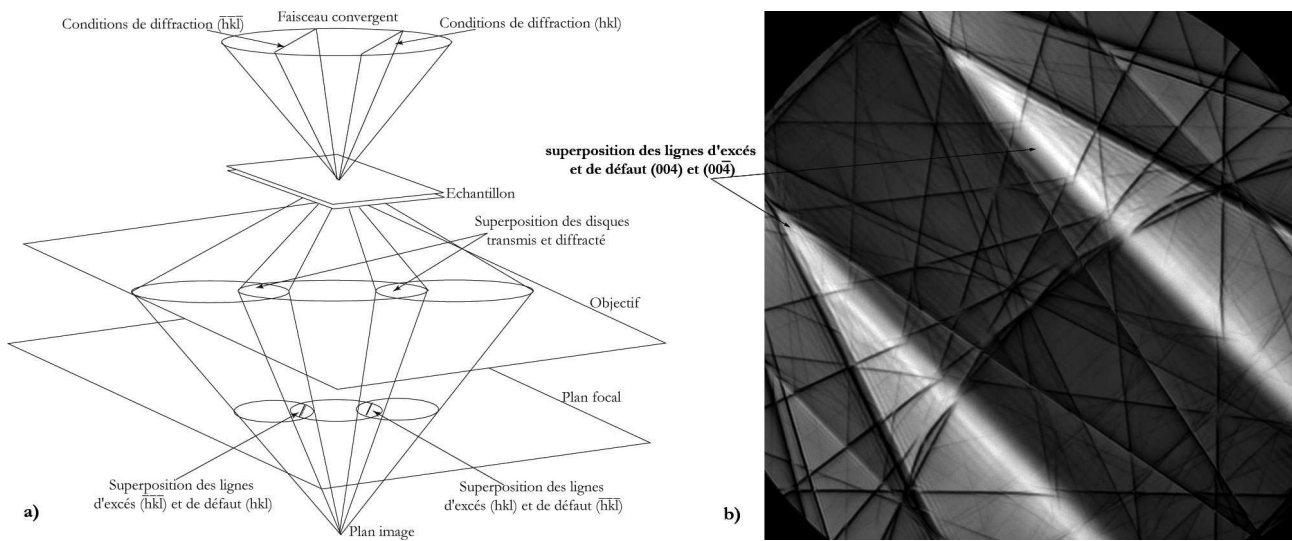 Conditions de diffraction (h̅k̅l̅)
Faisceau convergent
Conditions de diffraction (hkl)
Echantillon
Superposition des disques
transmis et diffracté
Objectif
Plan focal
Superposition des lignes
d'excés (h̅k̅l̅) et de défaut (hkl)
Superposition des lignes
d'excés (hkl) et de défaut (h̅k̅l̅)
Plan image
a)
superposition des lignes d'excés
et de défaut (004) et (004̅)
b)